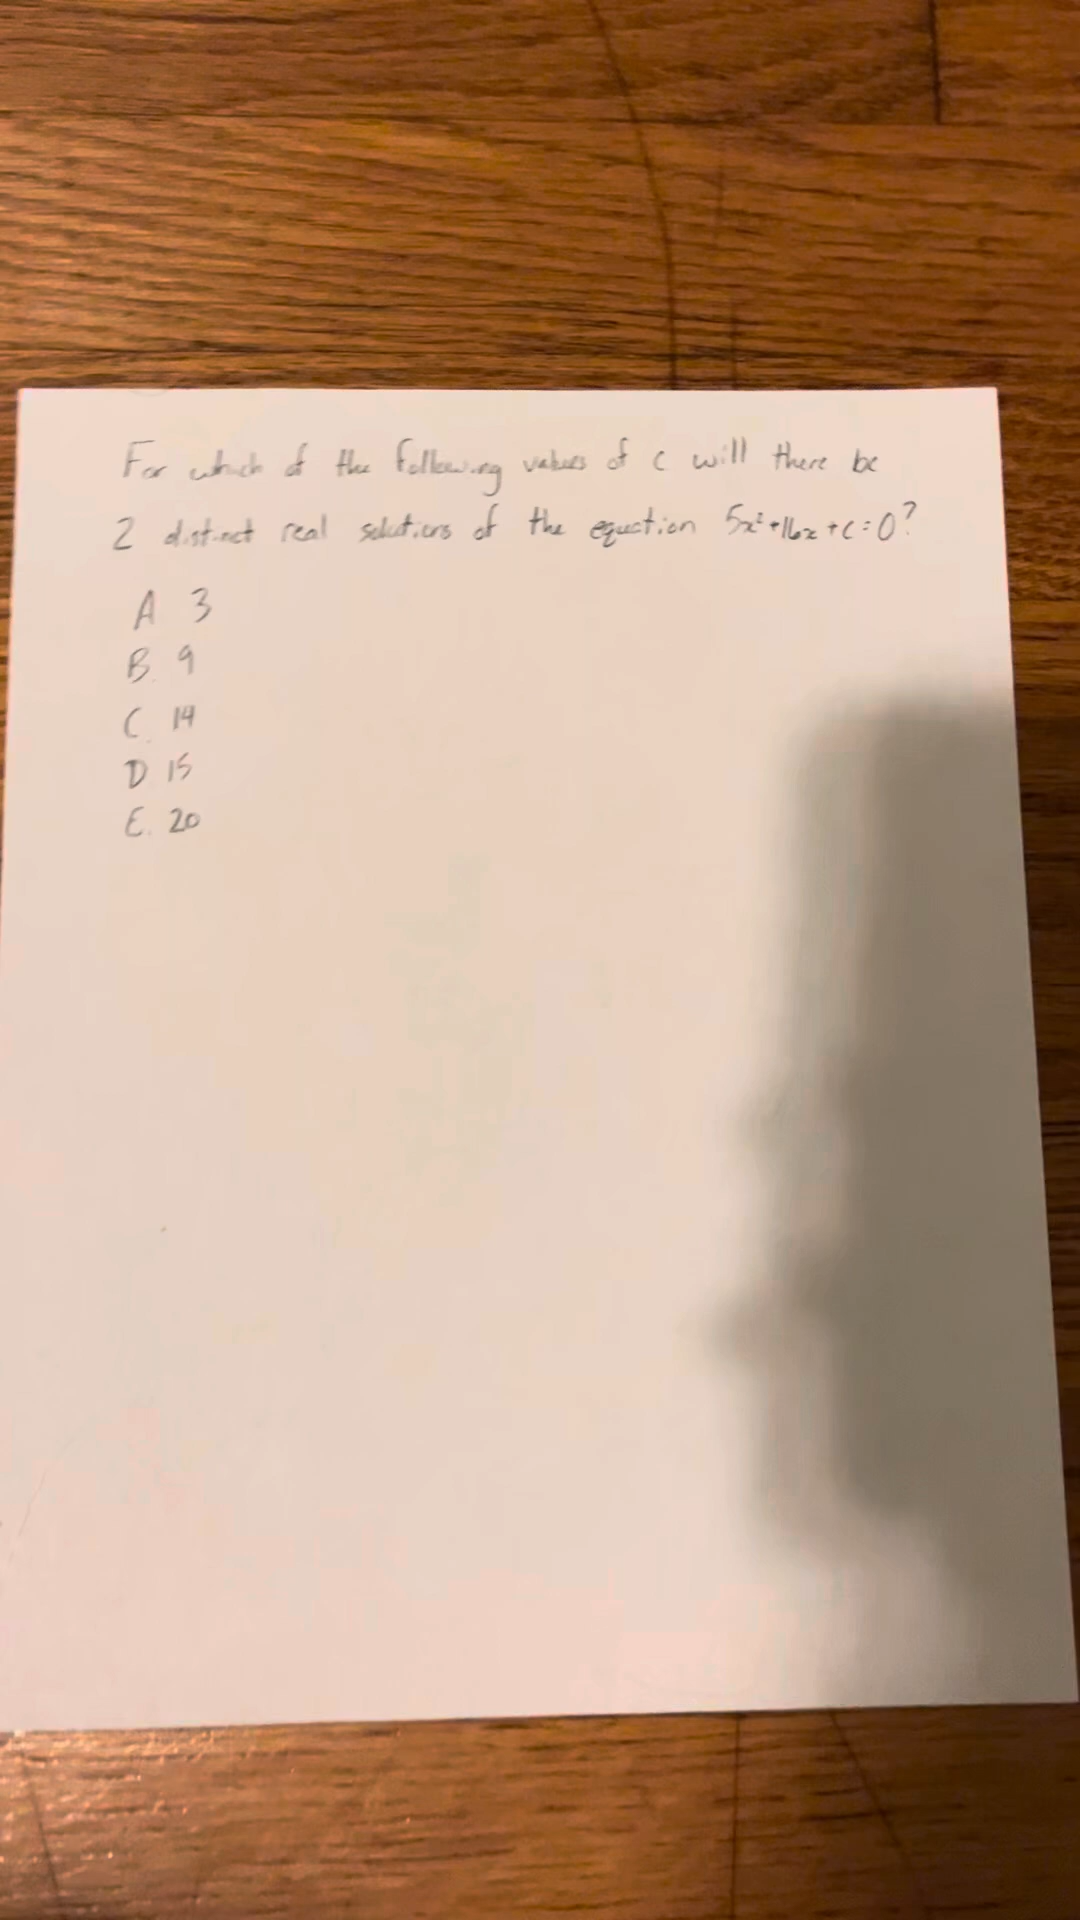 For which of the following values of c will there be
2 distinct real solutions of the equation 5x²+16x+c=0?
A 3
B. 9
C. 14
D 15
E. 20